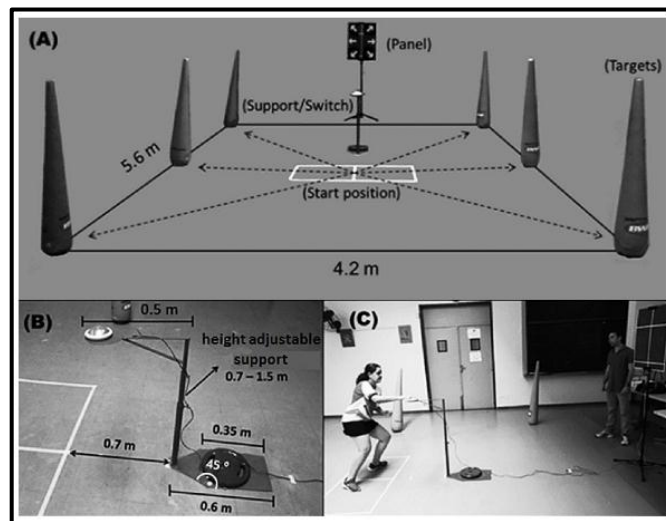 (A)
(Panel)
(Targets)
(Support/Switch)
5.6 m
(Start position)
4.2 m
(B)
0.5 m
height adjustable
support
0.7 – 1.5 m
0.35 m
0.7 m
45 º
0.6 m
(C)